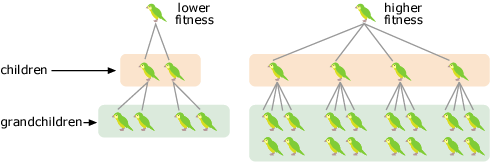 lower
fitness
higher
fitness
children
grandchildren